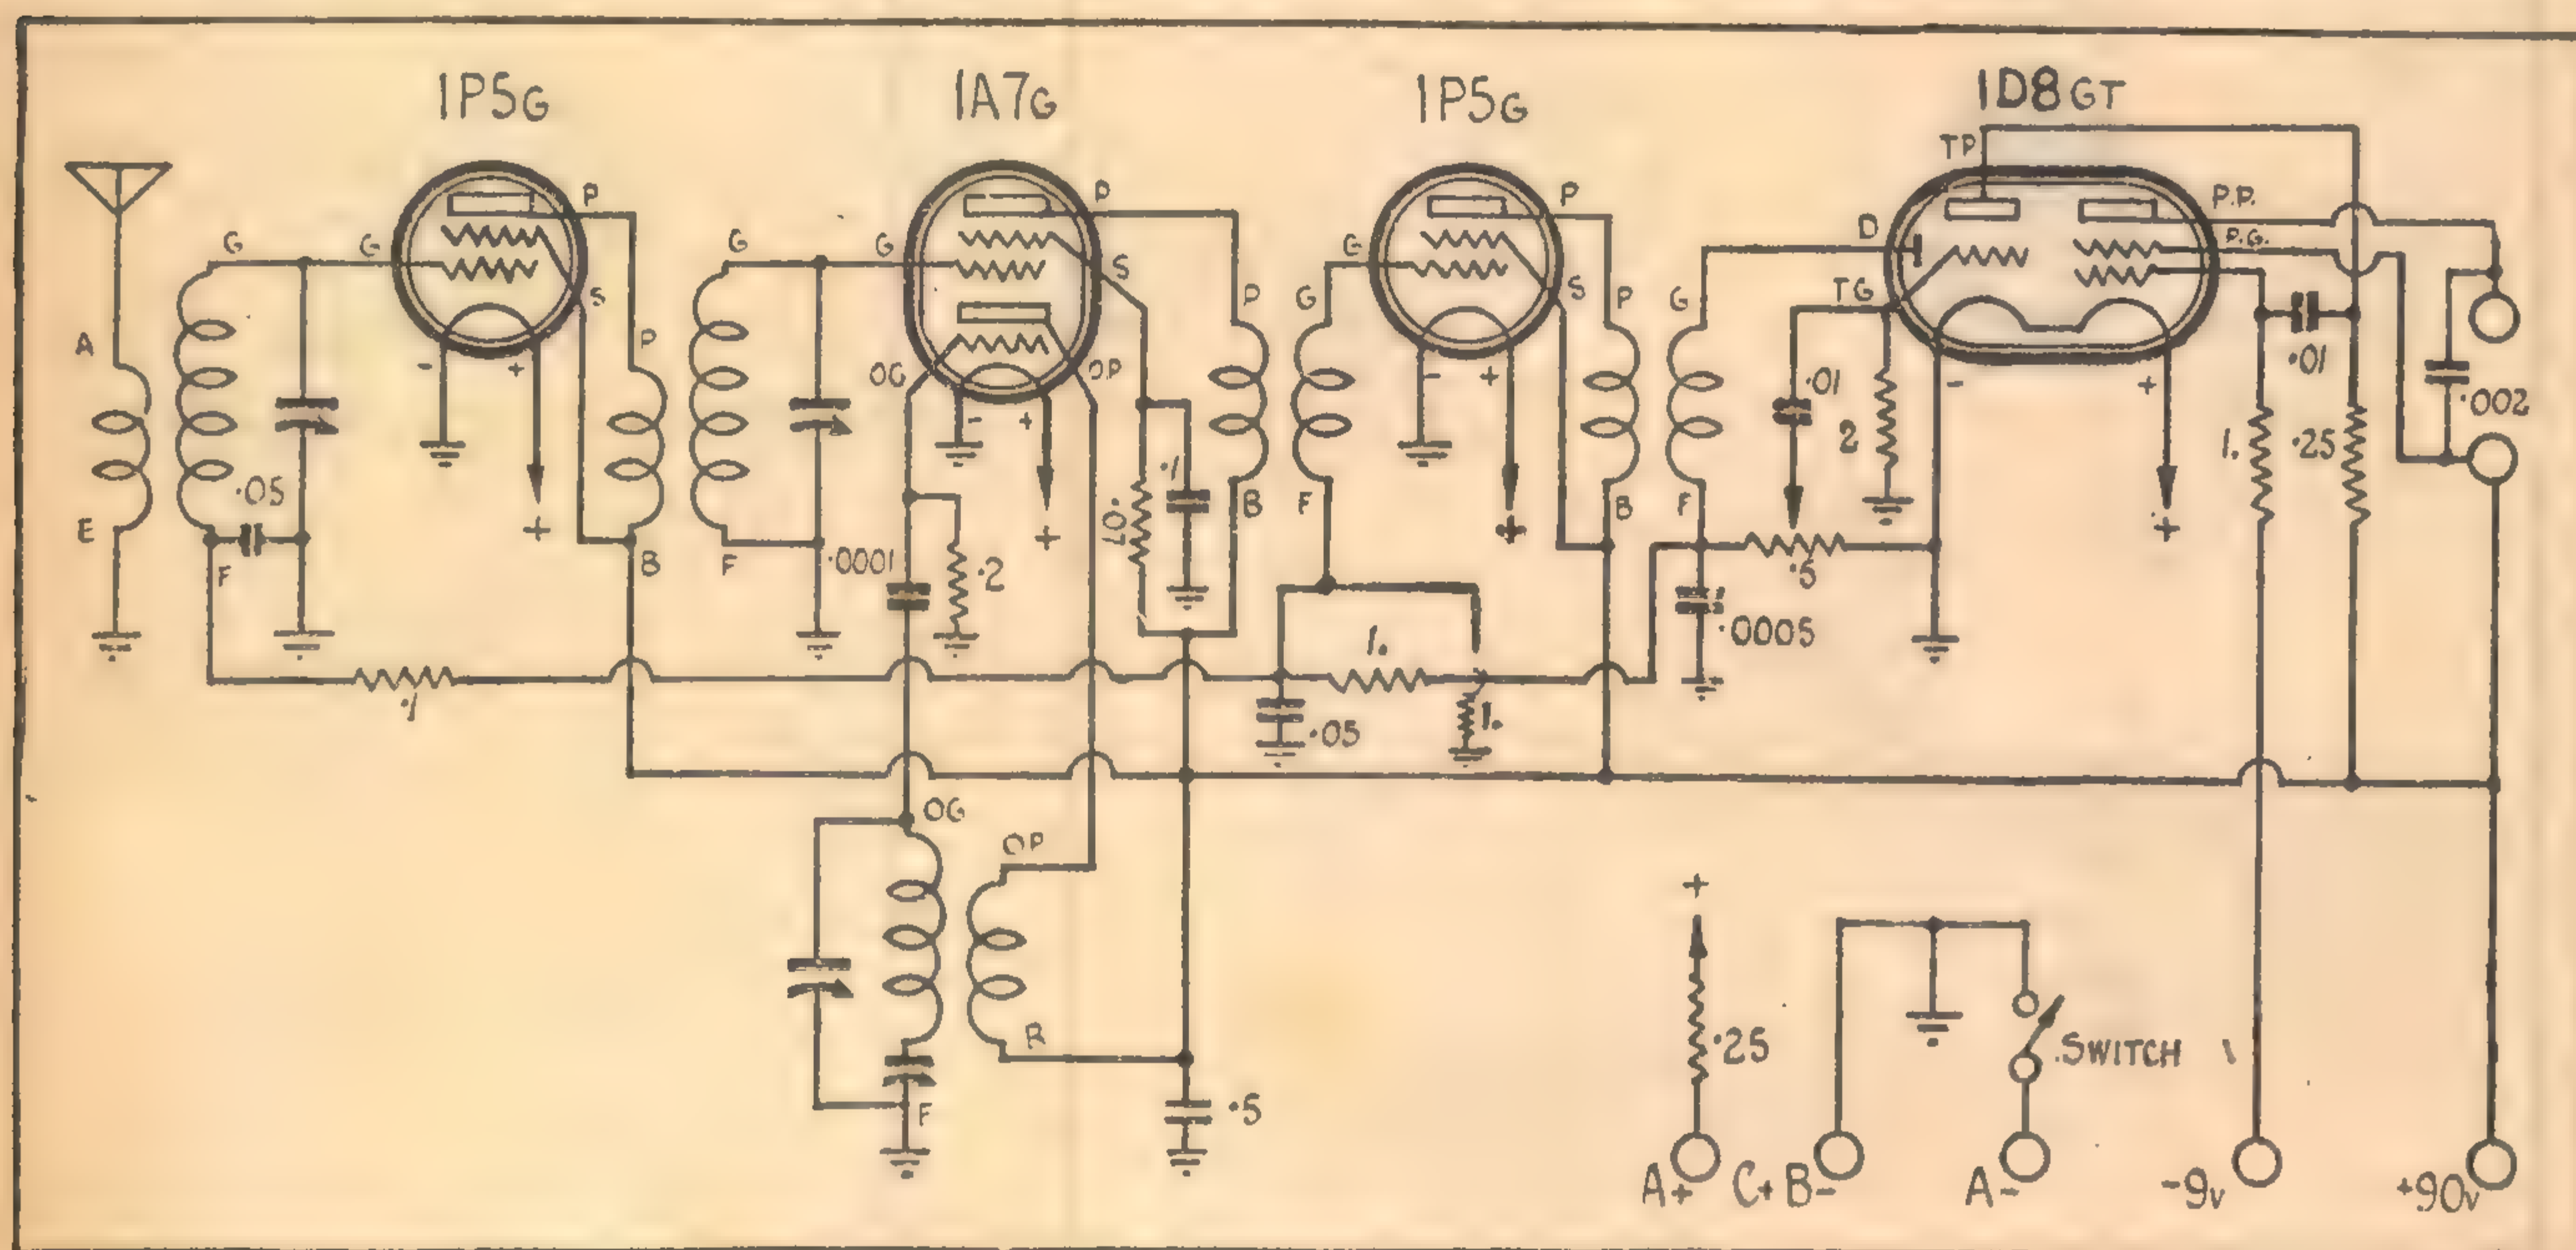 1P5G
1A7G
1P5G
1D8GT
TP
P
P
P
P.P.
G
G
G
G
G
D
P.G.
S
S
S
TG
A
P
OG
OP
P
G
P
G
- +
- +
- +
- +
.01
2
.01
1.
.25
.002
.05
E
F
+
B
F
.0001
.2
+
.07
.1
B
F
+
B
F
.5
+
.0005
.1
1.
1.
.05
OG
OP
B
F
.5
+
.25
SWITCH
A+
C+ B-
A-
-9v
+90v